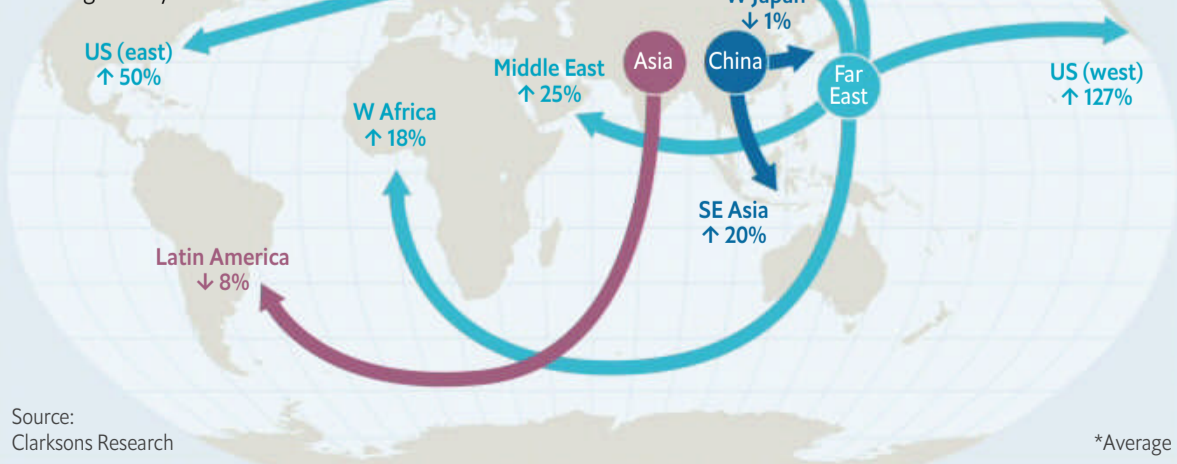 W Japan
↓ 1%
US (east)
↑ 50%
Middle East
↑ 25%
Asia
China
Far
East
US (west)
↑ 127%
W Africa
↑ 18%
SE Asia
↑ 20%
Latin America
↓ 8%
Source:
Clarksons Research
*Average